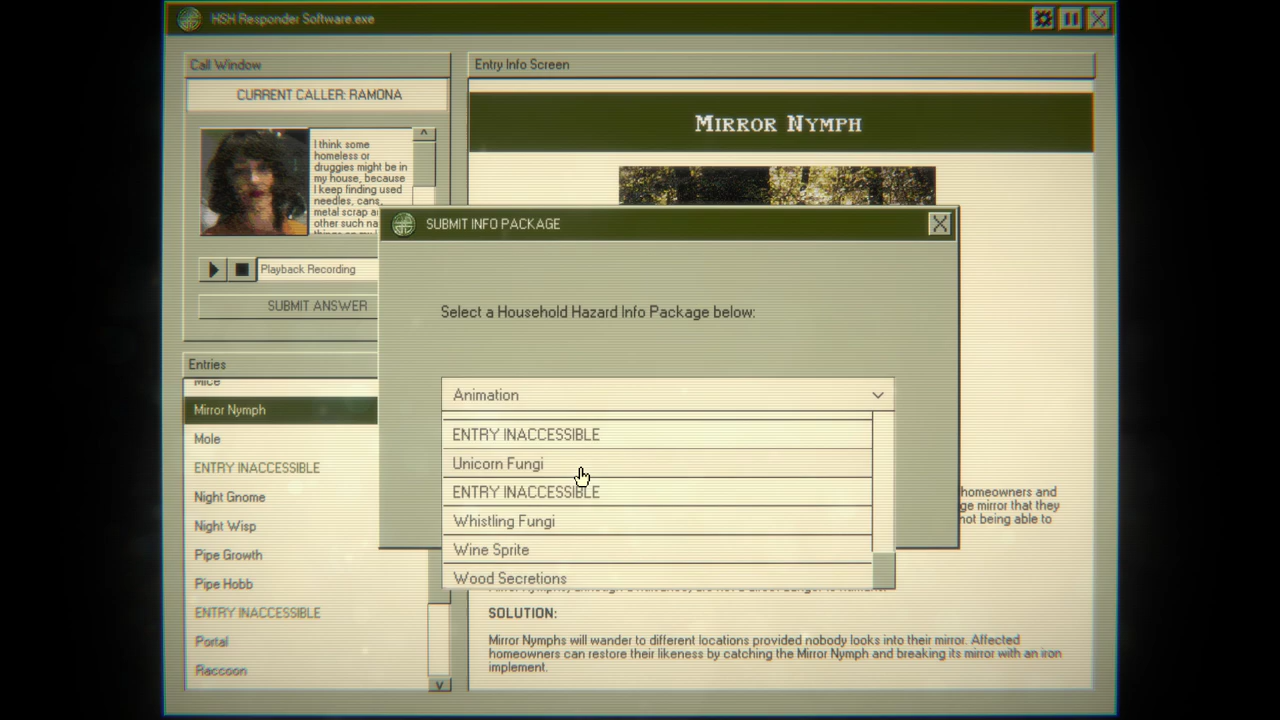 HSH Responder Software.exe
Call Window
CURRENT CALLER: RAMONA
I think some
homeless or
druggies might be in
my house, because
I keep finding used
needles, cans,
metal scrap
other such
Playback Recording
SUBMIT ANSWER
Entries
Mice
Mirror Nymph
Mole
ENTRY INACCESSIBLE
Night Gnome
Night Wisp
Pipe Growth
Pipe Hobb
ENTRY INACCESSIBLE
Portal
Raccoon
Entry Info Screen
MIRROR NYMPH
SUBMIT INFO PACKAGE
Select a Household Hazard Info Package below:
Animation
ENTRY INACCESSIBLE
Unicorn Fungi
ENTRY INACCESSIBLE
Whistling Fungi
Wine Sprite
Wood Secretions
homeowners and
mirror that they
not being able to
SOLUTION:
Mirror Nymphs will wander to different locations provided nobody looks into their mirror. Affected
homeowners can restore their likeness by catching the Mirror Nymph and breaking its mirror with an iron
implement.